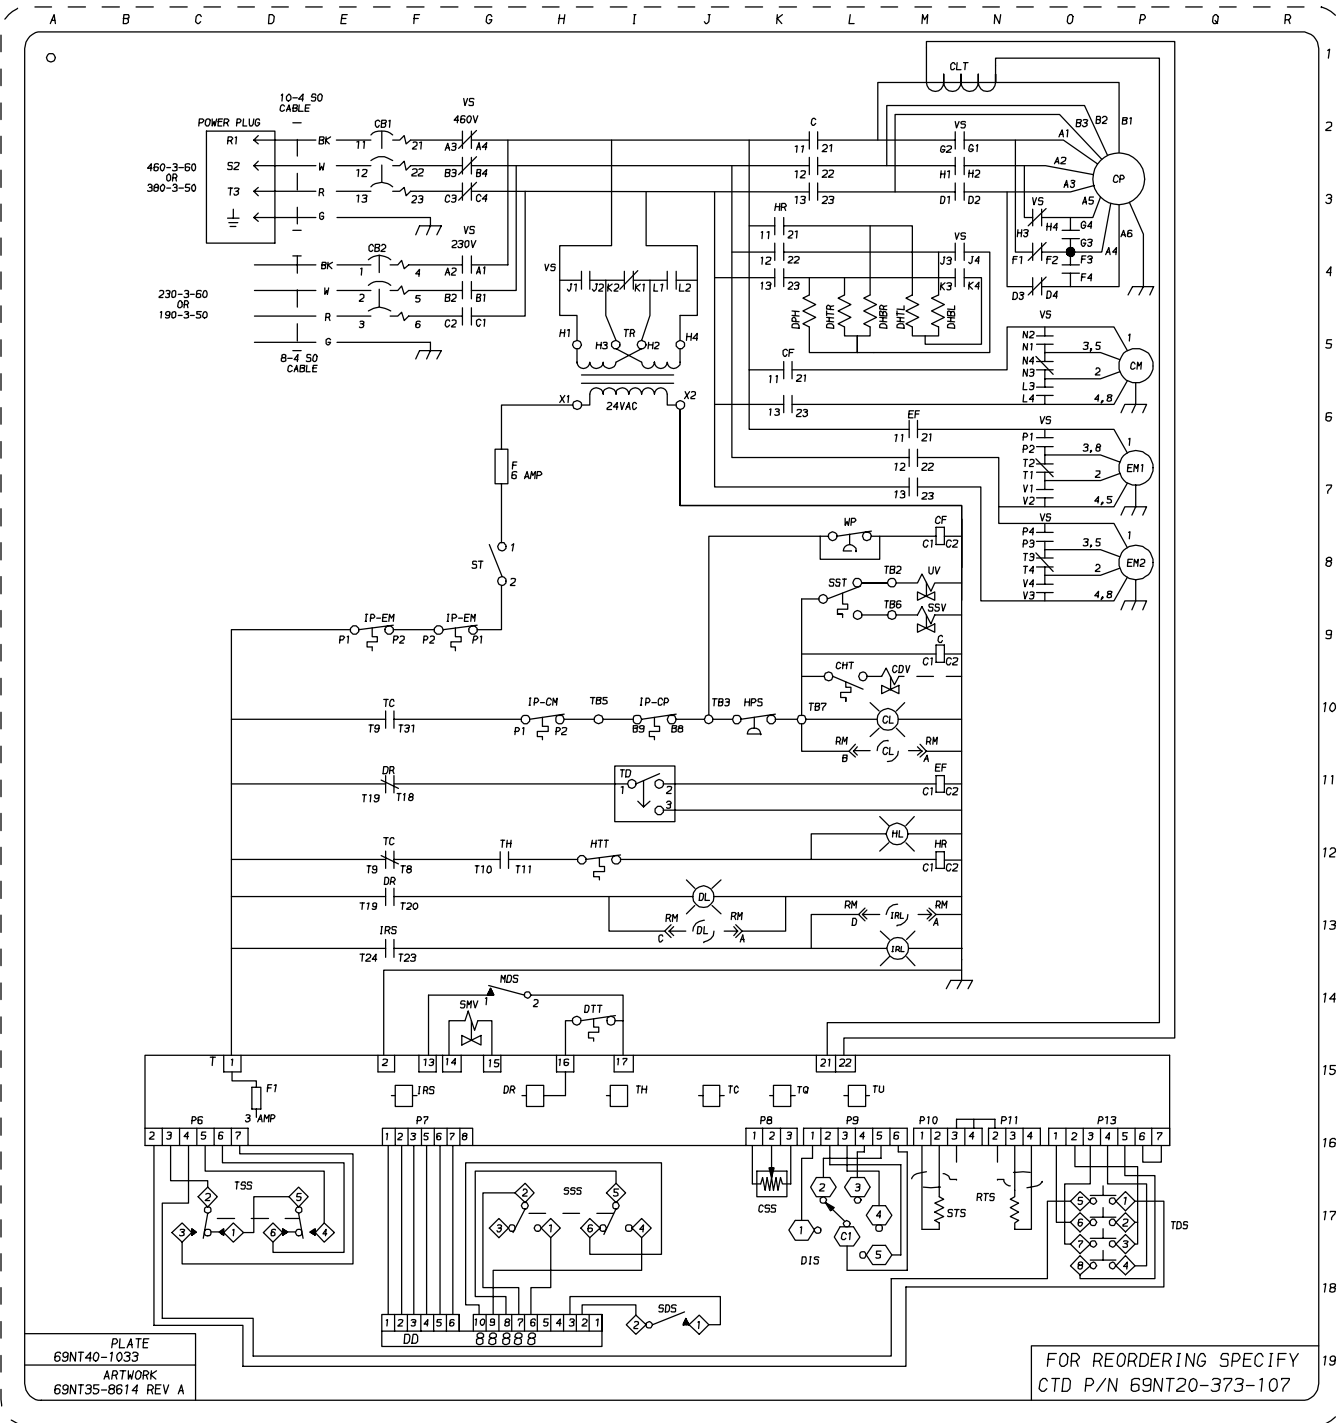 A B C D E F G H I J K L M N O P Q R
1
CLT
10-4 SO
CABLE
VS
460V
POWER PLUG
CB1
C
VS
B3 B2 B1
2
R1 BK 11 21 A3 A4 11 21 G2 G1 A1
460-3-60
OR
380-3-50
S2 W 12 22 B3 B4 12 22 H1 H2 A2
CP
T3 R 13 23 C3 C4 13 23 D1 D2 A3
3
A5
G
HR
VS
H3 H4 G4 A6
VS
230V
11 21
G3 A4
CB2
VS
12 22 J3 J4 F1 F2 F3
BK 1 4 A2 A1
J1 J2 K2 K1 L1 L2
13 23 K3 K4 F4
4
230-3-60
OR
190-3-50
W 2 5 B2 B1
D3 D4
R 3 6 C2 C1
DPH DHTR DHBR DHTL DHBL
VS
H1 H3 TR H2 H4
N2 1
5
G
8-4 SO
CABLE
N1 3,5
CF
N4
CM
11 21
N3 2
L3
X1 24VAC X2
13 23
L4 4,8
6
EF
VS
11 21
P1 1
P2 3,8
F
6 AMP
12 22
T2
EM1
T1 2
13 23
V1
7
V2 4,5
WP
CF
VS
P4 1
C1 C2
P3 3,5
ST 1
8
SST TB2 UV
T3
EM2
T4 2
2
V4
V3 4,8
TB6 SSV
IP-EM IP-EM
P1 P2 P2 P1
9
C
C1 C2
CHT CDV
TC
IP-CM TB5 IP-CP TB3 HPS TB7
CL
10
T9 T31
P1 P2 B9 B8
RM RM
B CL A
DR
TD
EF
11
T19 T18
1 2
C1 C2
3
HL
TC TH HTT HR
12
T9 T8 T10 T11
C1 C2
DR
T19 T20
DL
RM RM
D IRL A
RM RM
C DL A
13
IRS
T24 T23
IRL
MDS
1 2
SMV
DTT
14
T 1 2 13 14 15 16 17 21 22
15
F1
3 AMP
IRS DR TH TC TQ TU
P6 P7 P8 P9 P10 P11 P13
2 3 4 5 6 7
1 2 3 5 6 7 8
1 2 3
1 2 3 4 5 6
1 2 3 4
2 3 4
1 2 3 4 5 6 7
16
TSS
2 5
3 1 6 4
SSS
2 5
3 1 6 4
CSS
2 3
4
1 C1
5
DIS
STS
RTS
5 1
6 2
7 3
8 4
TDS
17
18
SDS
2 1
1 2 3 4 5 6
10 9 8 7 6 5 4 3 2 1
DD 88888
PLATE
69NT40-1033
ARTWORK
69NT35-8614 REV A
FOR REORDERING SPECIFY
CTD P/N 69NT20-373-107
19